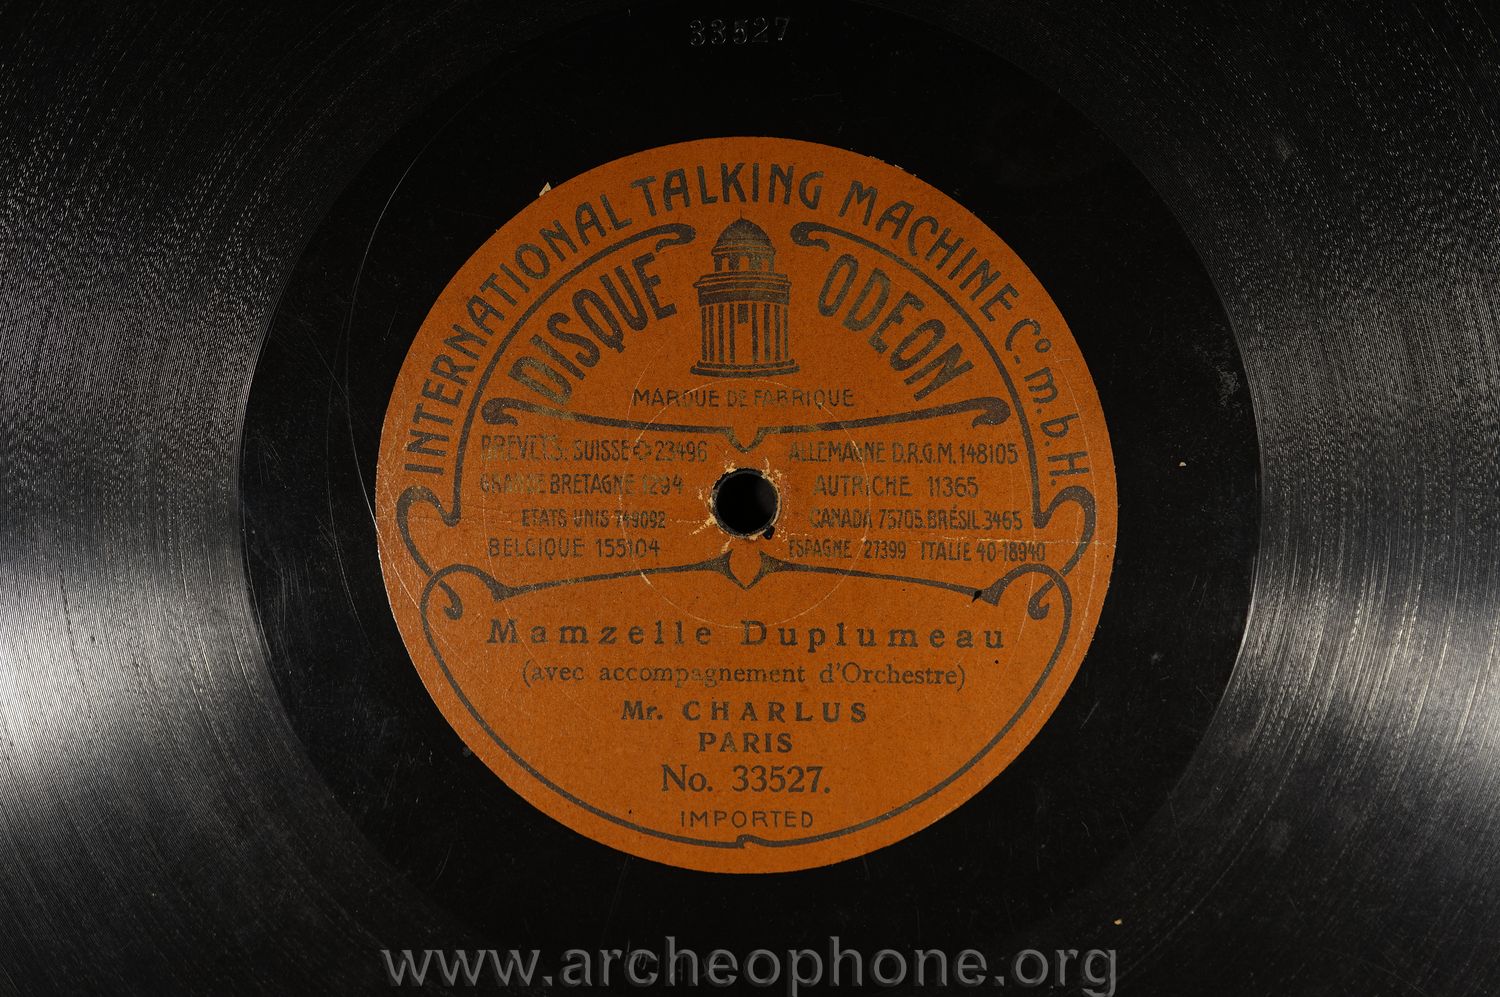 33527
INTERNATIONAL TALKING MACHINE Co. m. b. H.
DISQUE ODEON
MARQUE DE FABRIQUE
BREVETS: SUISSE 23496
GRANDE BRETAGNE 1294
ETATS UNIS 749092
BELGIQUE 155104
ALLEMAGNE D.R.G.M. 148105
AUTRICHE 11365
CANADA 75705. BRÉSIL 3465
ESPAGNE 27399 ITALIE 40-18940
Mamzelle Duplumeau
(avec accompagnement d'Orchestre)
Mr. CHARLUS
PARIS
No. 33527.
IMPORTED
www.archeophone.org